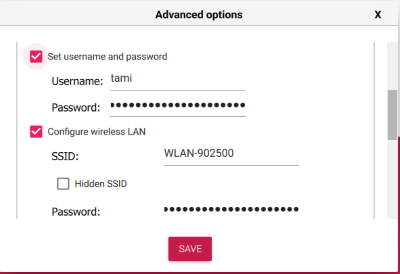 Advanced options X
Set username and password
Username: tami
Password: ••••••••••••••••••••••
Configure wireless LAN
SSID: WLAN-902500
Hidden SSID
Password: ••••••••••••••••••••
SAVE